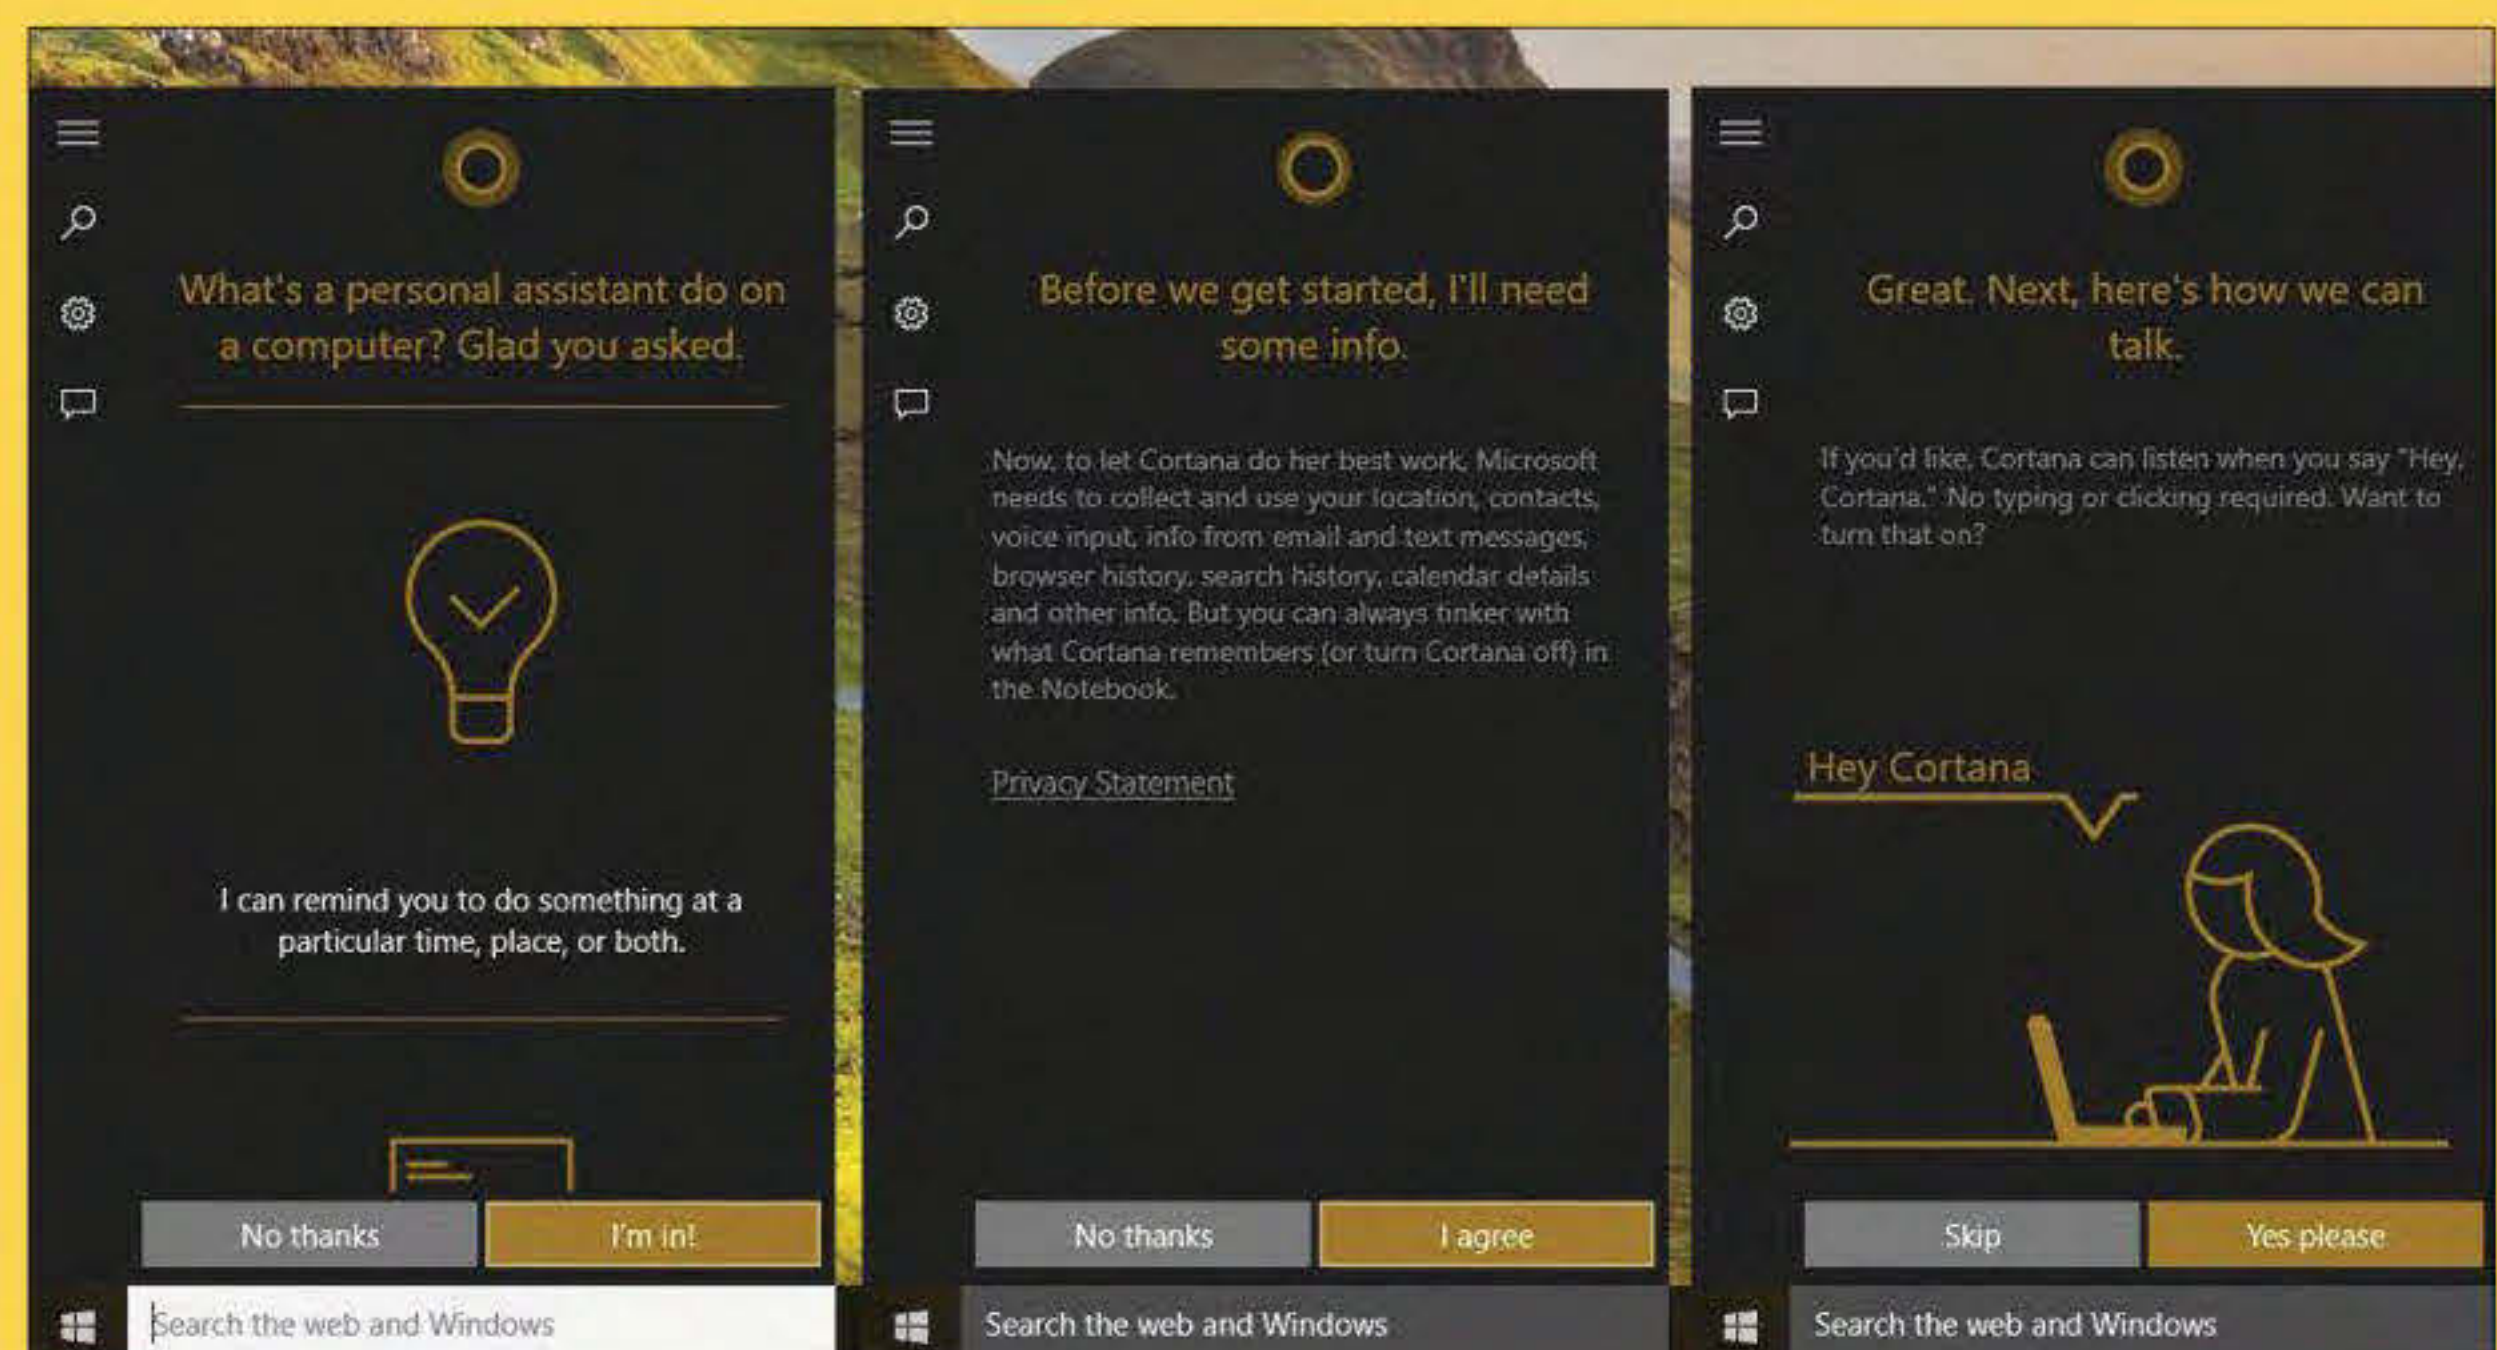 What's a personal assistant do on
a computer? Glad you asked.
I can remind you to do something at a
particular time, place, or both.
No thanks
I'm in!
Search the web and Windows
Before we get started, I'll need
some info.
Now, to let Cortana do her best work, Microsoft
needs to collect and use your location, contacts,
voice input, info from email and text messages,
browser history, search history, calendar details
and other info. But you can always tinker with
what Cortana remembers (or turn Cortana off) in
the Notebook.
Privacy Statement
No thanks
I agree
Search the web and Windows
Great. Next, here's how we can
talk.
If you'd like, Cortana can listen when you say "Hey,
Cortana." No typing or clicking required. Want to
turn that on?
Hey Cortana
Skip
Yes please
Search the web and Windows